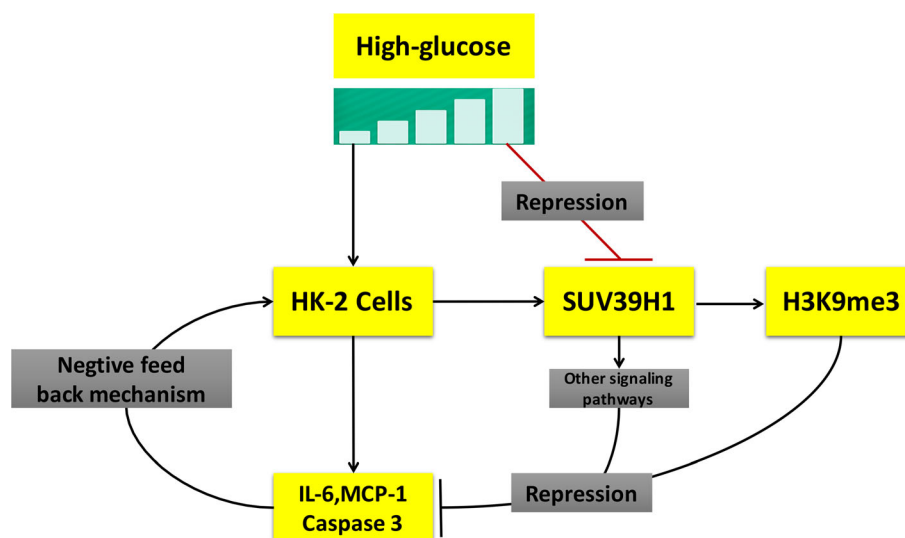 High-glucose
Repression
HK-2 Cells
SUV39H1
H3K9me3
Negtive feed
back mechanism
Other signaling
pathways
IL-6,MCP-1
Caspase 3
Repression